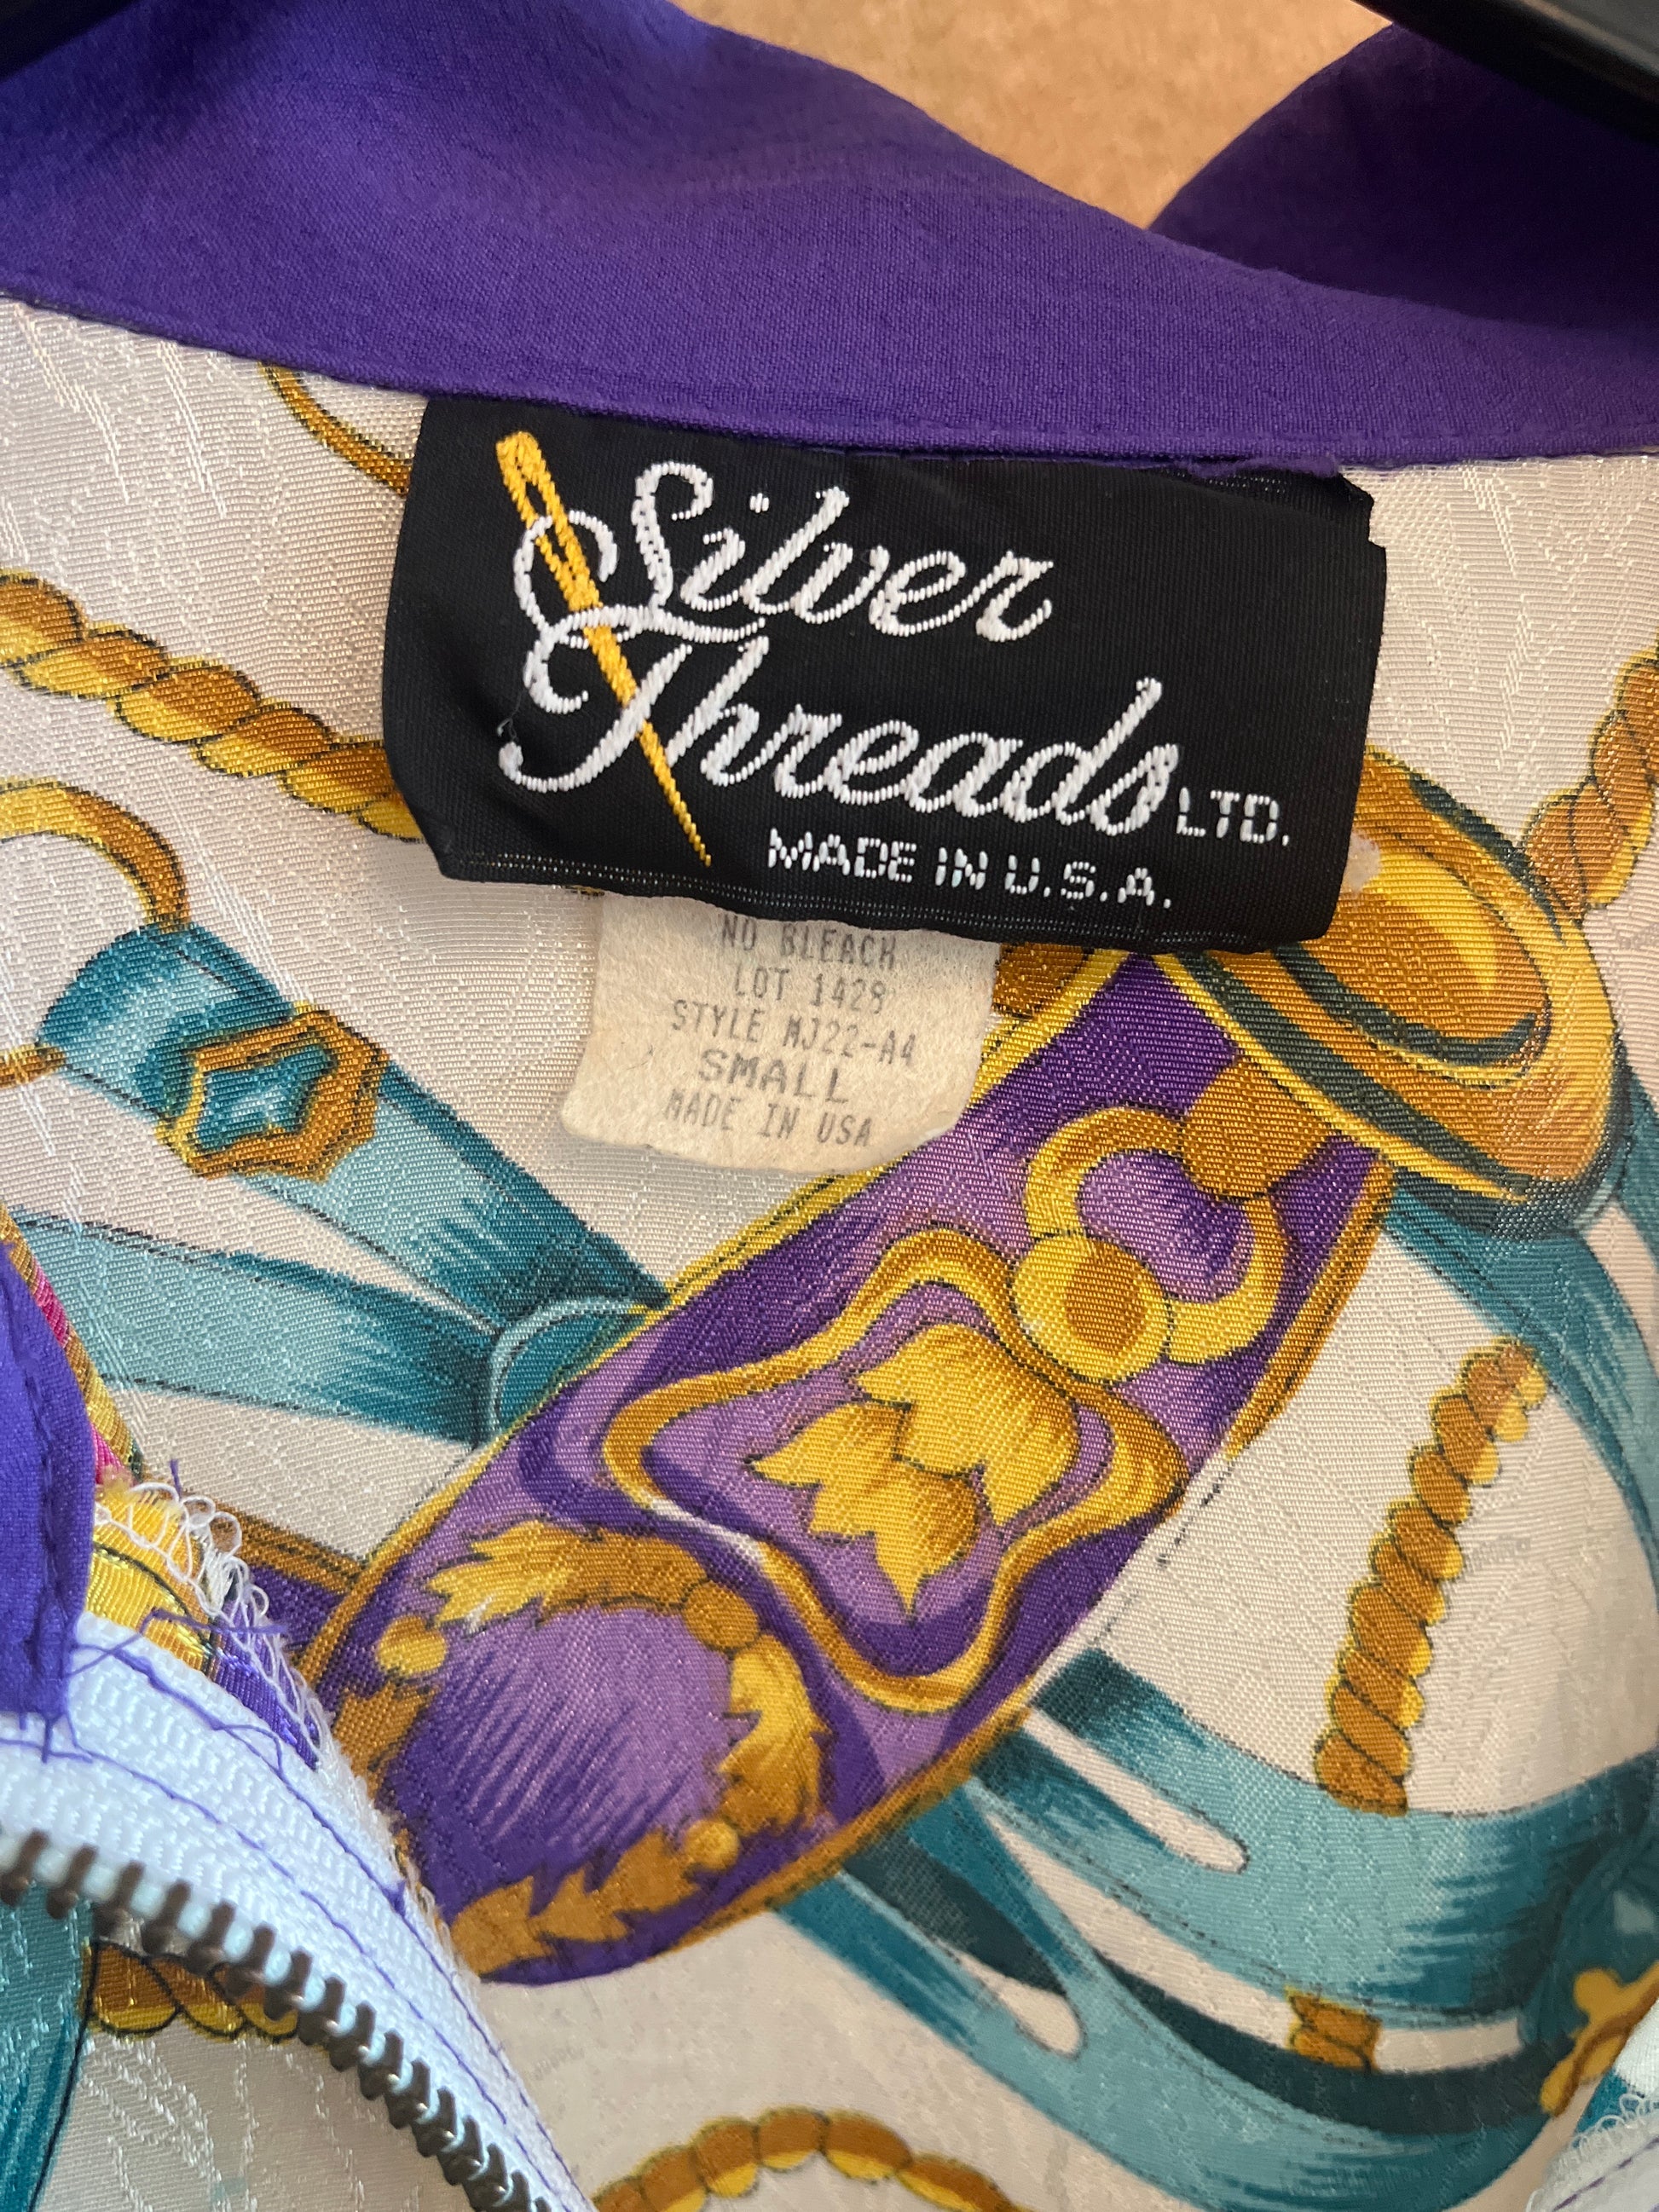 Silver
Threads LTD.
MADE IN U.S.A.
NO BLEACH
LOT 1428
STYLE MJ22-A4
SMALL
MADE IN USA